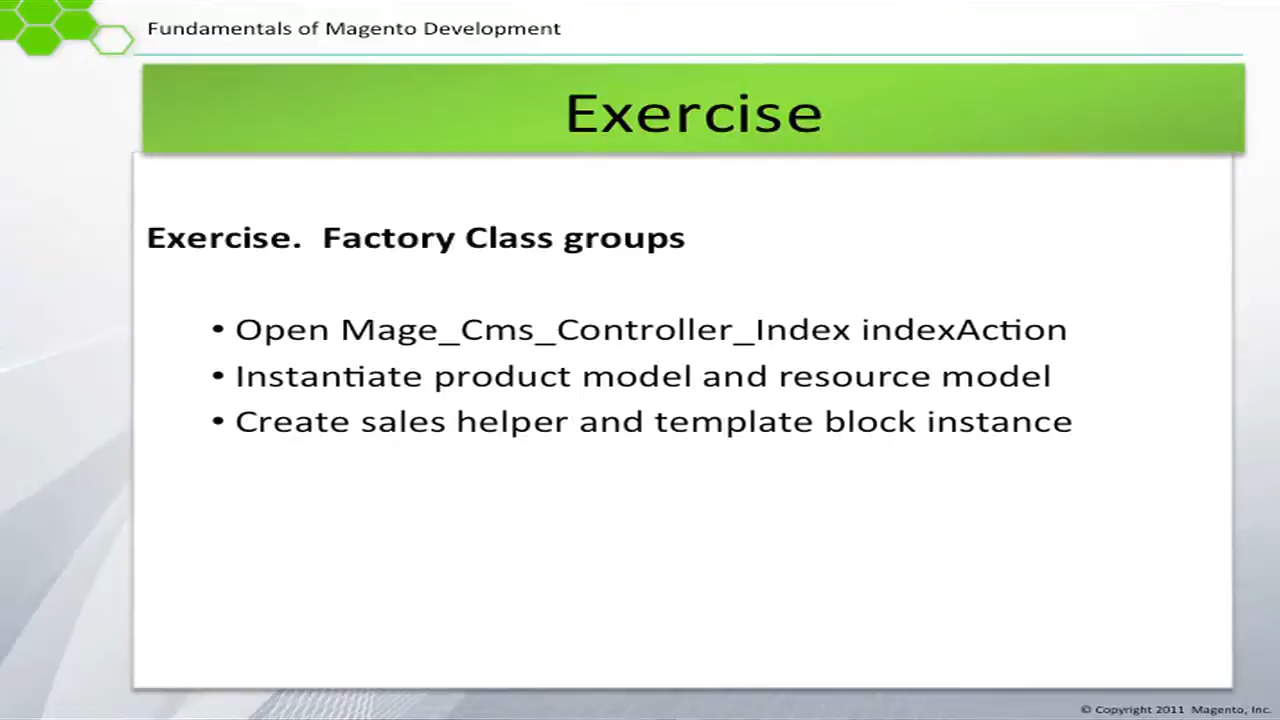 Fundamentals of Magento Development
Exercise
Exercise.  Factory Class groups
• Open Mage_Cms_Controller_Index indexAction
• Instantiate product model and resource model
• Create sales helper and template block instance
© Copyright 2011  Magento, Inc.